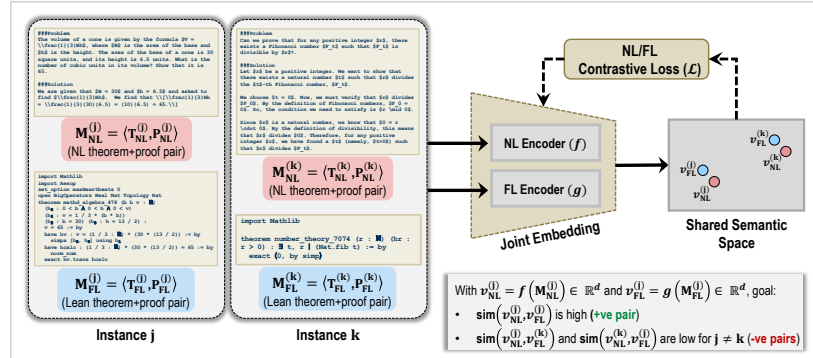 ###Problem
The volume of a cone is given by the formula $V =
\\frac{1}{3}Bh$, where $B$ is the area of the base and
$h$ is the height. The area of the base of a cone is 30
square units, and its height is 6.5 units. What is the
number of cubic units in its volume? Show that it is
65.
###Solution
We are given that $B = 30$ and $h = 6.5$ and asked to
find $\\frac{1}{3}Bh$. We find that \\[\\frac{1}{3}Bh
= \\frac{1}{3}(30)(6.5) = (10)(6.5) = 65.\\]
M_NL^(j) = ⟨T_NL^(j), P_NL^(j)⟩
(NL theorem+proof pair)
import Mathlib
import Aesop
set_option maxHeartbeats 0
open BigOperators Real Nat Topology Rat
theorem mathd_algebra_478 (b h v :
(h₀ : 0 < b 0 < h 0 < v)
(h₁ : v = 1 / 3 * (b * h))
(h₂ : b = 30) (h₃ : h = 13 / 2) :
v = 65 := by
have hv : v = (1 / 3 : ) * (30 * (13 / 2)) := by
simpa [h₂, h₃] using h₁
have hcalc : (1 / 3 : ) * (30 * (13 / 2)) = 65 := by
norm_num
exact hv.trans hcalc
M_FL^(j) = ⟨T_FL^(j), P_FL^(j)⟩
(Lean theorem+proof pair)
Instance j
###Problem
Can we prove that for any positive integer $r$, there
exists a Fibonacci number $F_t$ such that $F_t$ is
divisible by $r$?
###Solution
Let $r$ be a positive integer. We want to show that
there exists a natural number $t$ such that $r$ divides
the $t$-th Fibonacci number, $F_t$.
We choose $t = 0$. Now, we must verify that $r$ divides
$F_0$. By the definition of Fibonacci numbers, $F_0 =
0$. So, the condition we need to satisfy is $r \mid 0$.
Since $r$ is a natural number, we know that $0 = r
\cdot 0$. By the definition of divisibility, this means
that $r$ divides $0$. Therefore, for any positive
integer $r$, we have found a $t$ (namely, $t=0$) such
that $r$ divides $F_t$.
M_NL^(k) = ⟨T_NL^(k), P_NL^(k)⟩
(NL theorem+proof pair)
import Mathlib
theorem number_theory_7074 (r : ) (hr :
r > 0) : t, r | (Nat.fib t) := by
exact ⟨0, by simp⟩
M_FL^(k) = ⟨T_FL^(k), P_FL^(k)⟩
(Lean theorem+proof pair)
Instance k
NL/FL
Contrastive Loss (ℒ)
NL Encoder (f)
FL Encoder (g)
Joint Embedding
v_FL^(k)
v_NL^(k)
v_FL^(j)
v_NL^(j)
Shared Semantic
Space
With v_NL^(j) = f(M_NL^(j)) ∈ ℝ^d and v_FL^(j) = g(M_FL^(j)) ∈ ℝ^d, goal:
• sim(v_NL^(j), v_FL^(j)) is high (+ve pair)
• sim(v_NL^(j), v_FL^(k)) and sim(v_NL^(k), v_FL^(j)) are low for j ≠ k (-ve pairs)